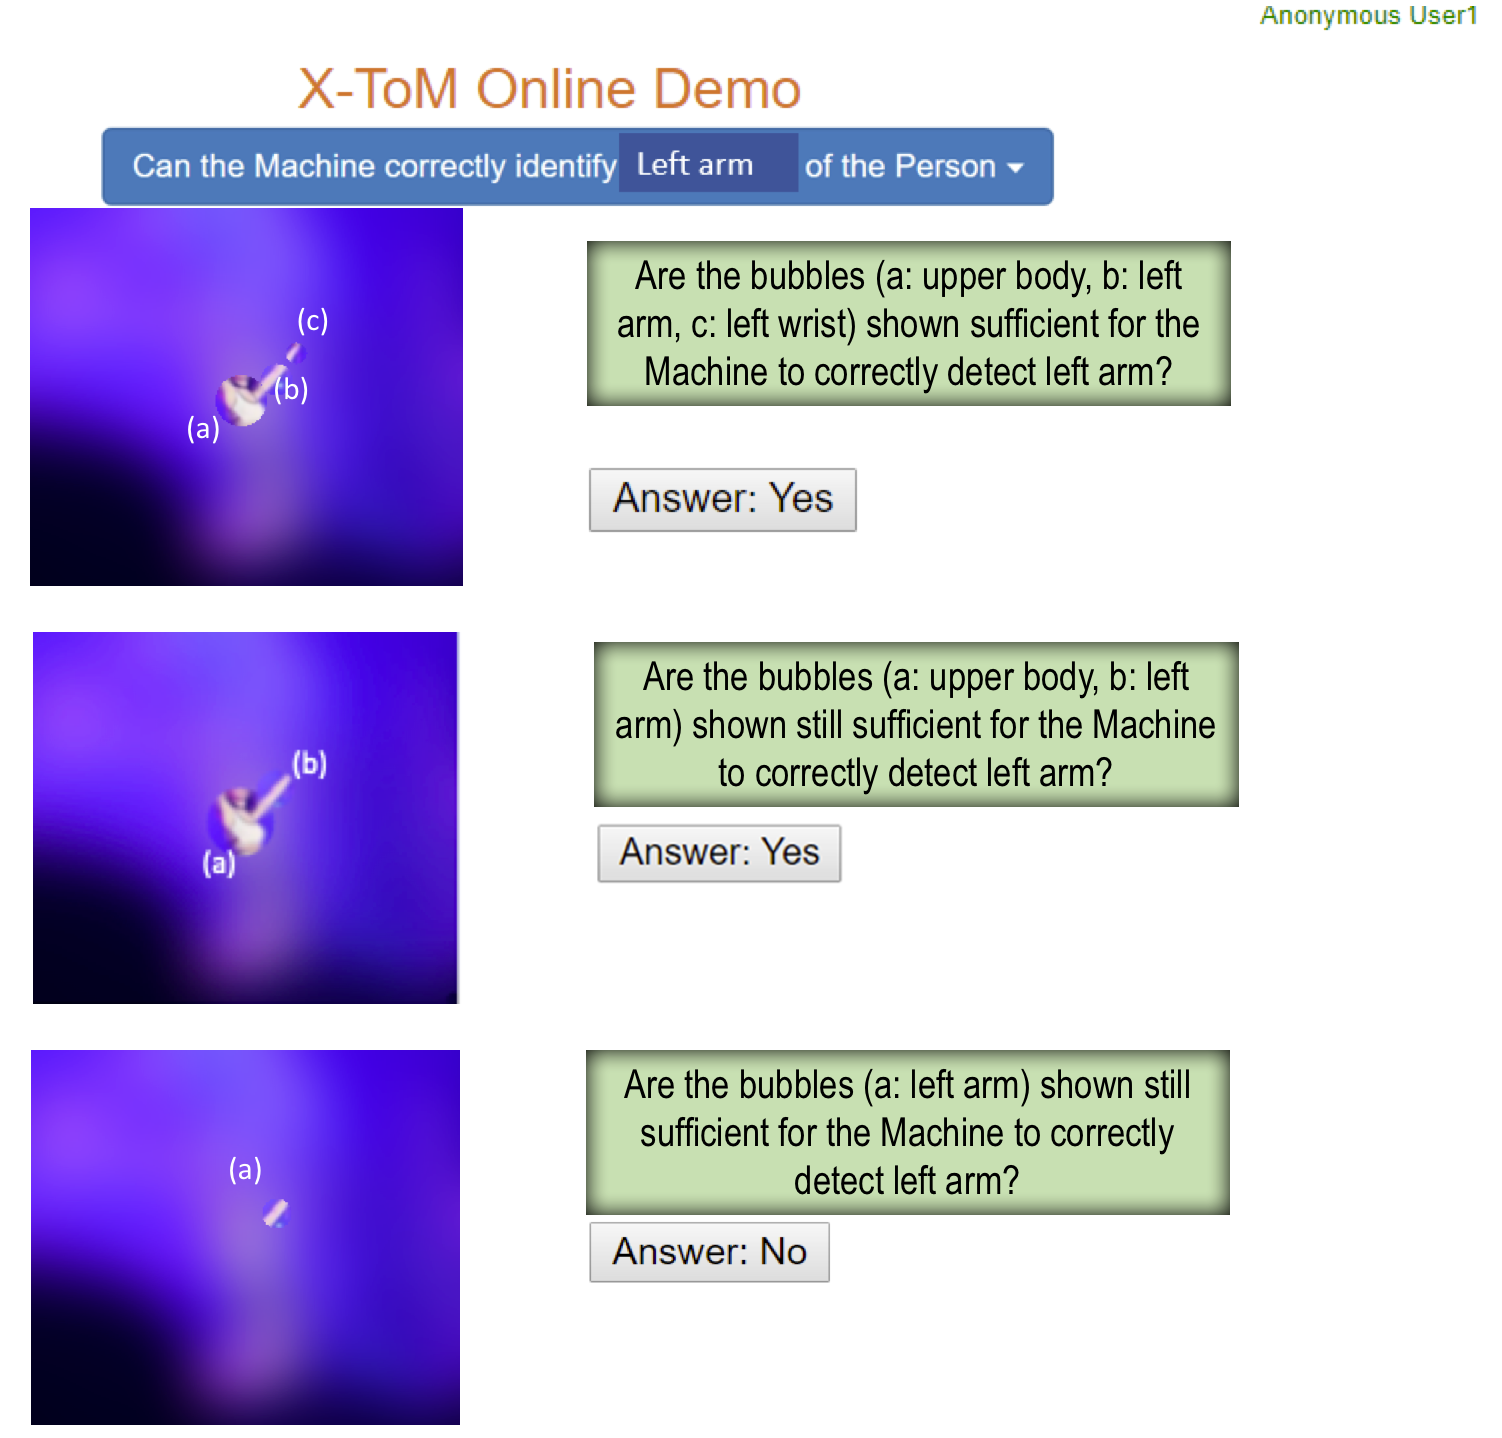 Anonymous User1
X-ToM Online Demo
Can the Machine correctly identify Left arm of the Person
(c)
(b)
(a)
Are the bubbles (a: upper body, b: left
arm, c: left wrist) shown sufficient for the
Machine to correctly detect left arm?
Answer: Yes
(b)
(a)
Are the bubbles (a: upper body, b: left
arm) shown still sufficient for the Machine
to correctly detect left arm?
Answer: Yes
(a)
Are the bubbles (a: left arm) shown still
sufficient for the Machine to correctly
detect left arm?
Answer: No